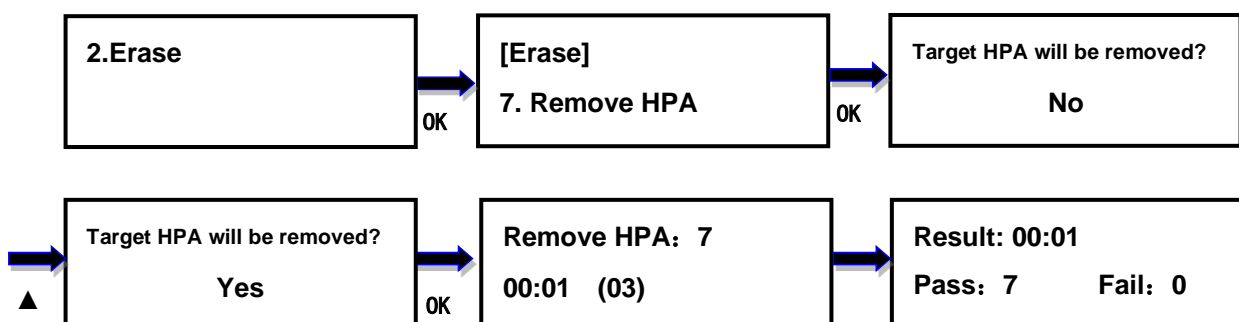 2.Erase
[Erase]
7. Remove HPA
Target HPA will be removed?
No
OK
OK
Target HPA will be removed?
Yes
Remove HPA：7
00:01 (03)
Result: 00:01
Pass：7 Fail：0
▲
OK